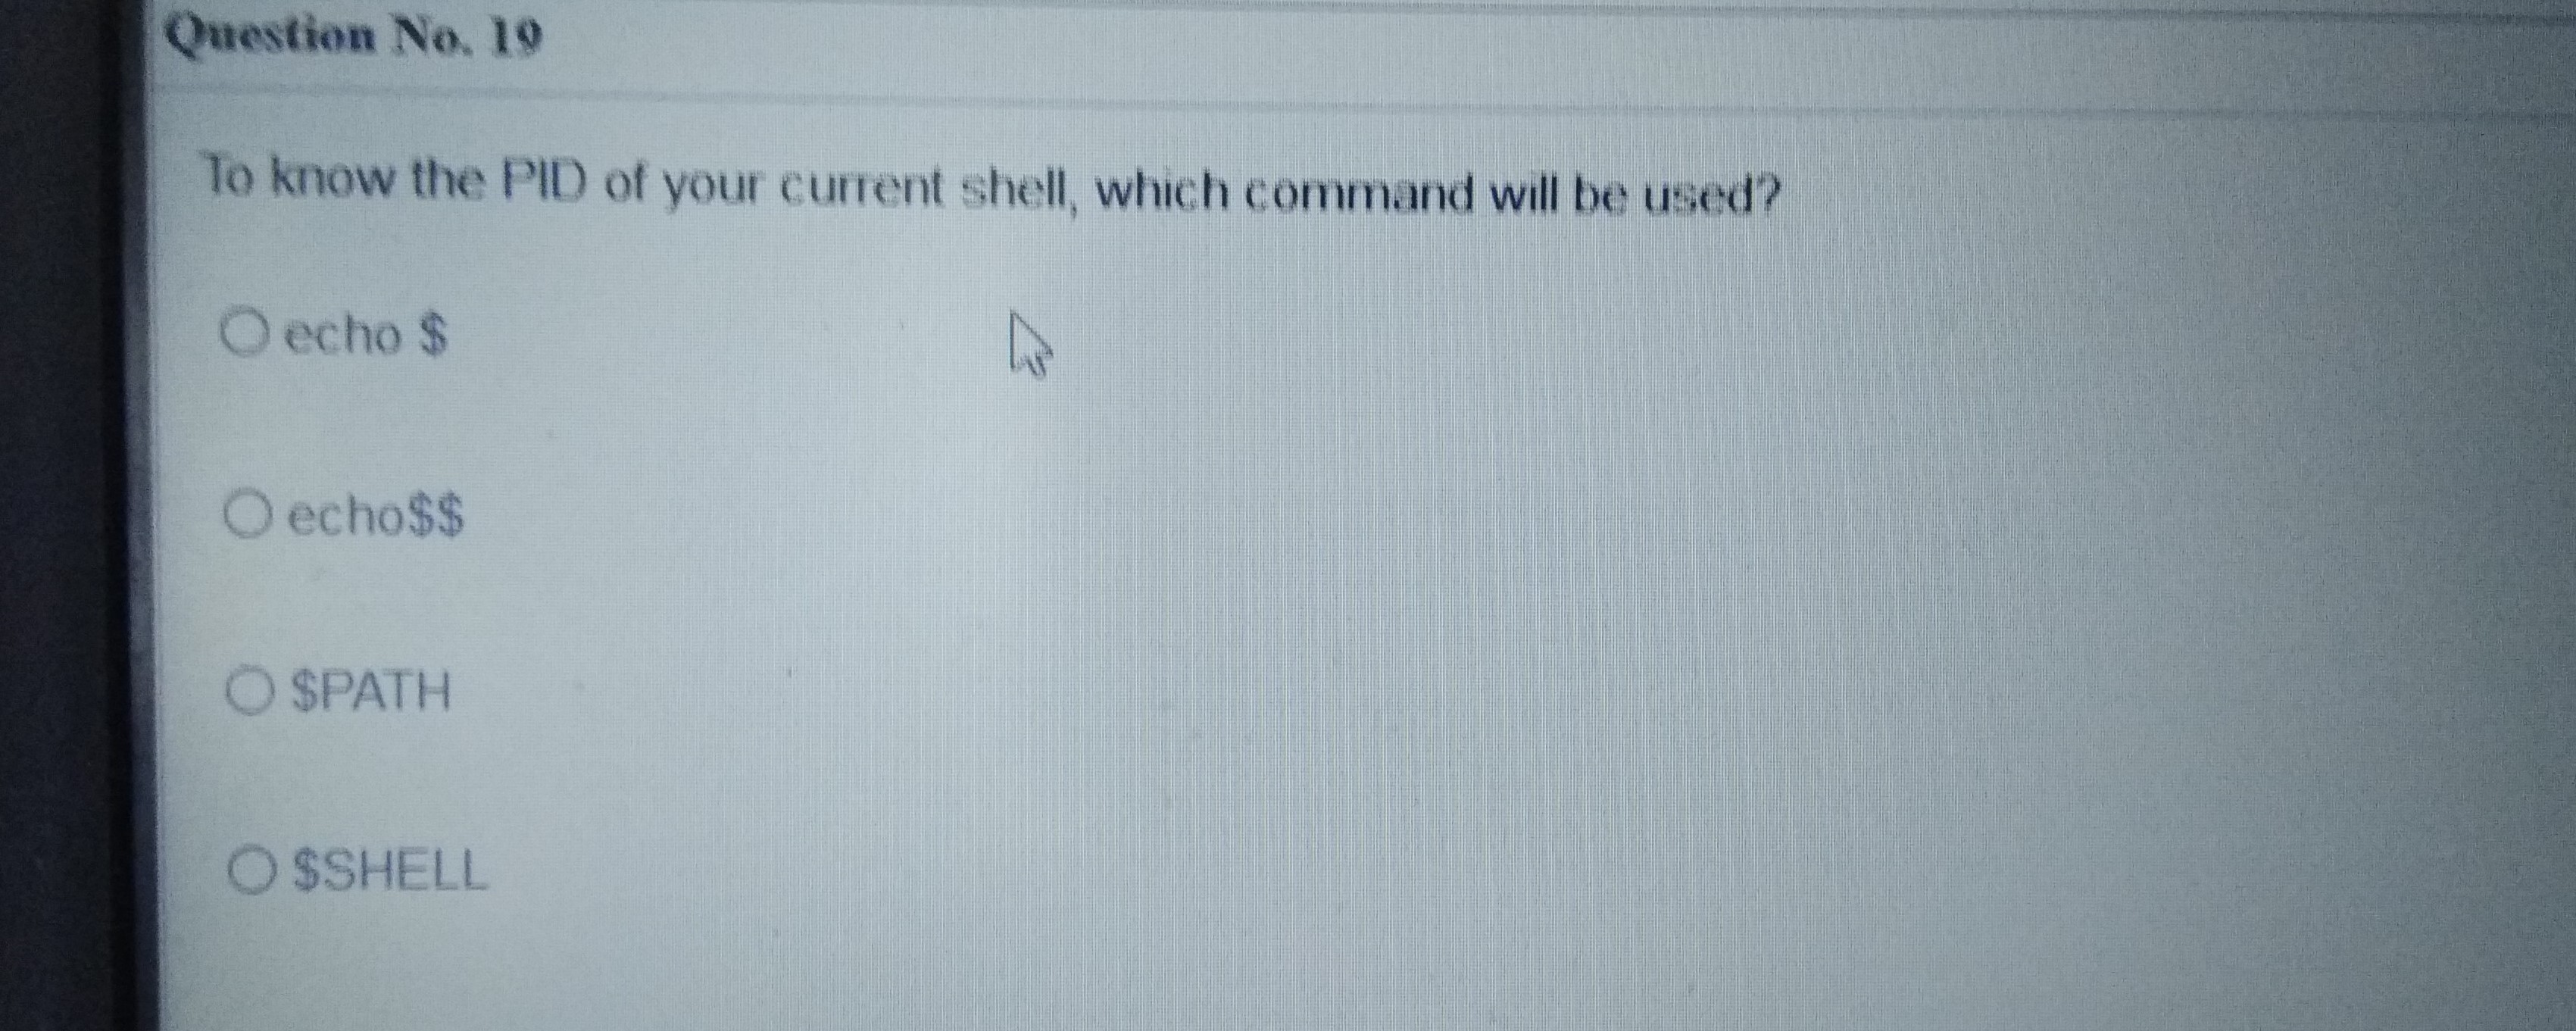 Question No. 19
To know the PID of your current shell, which command will be used?
echo $
echo$$
$PATH
$SHELL